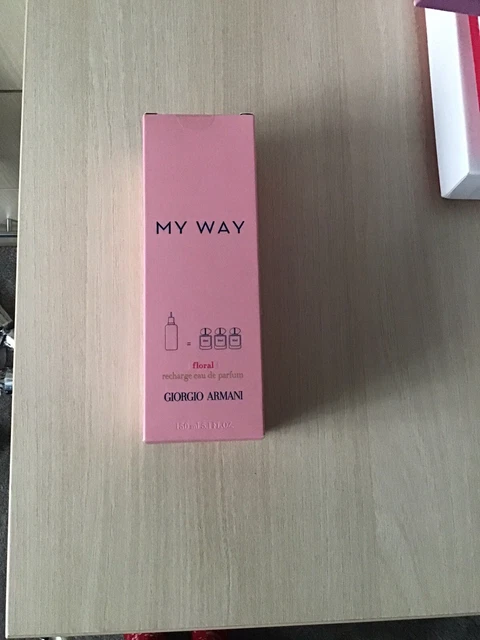 MY WAY
=
floral
recharge eau de parfum
GIORGIO ARMANI